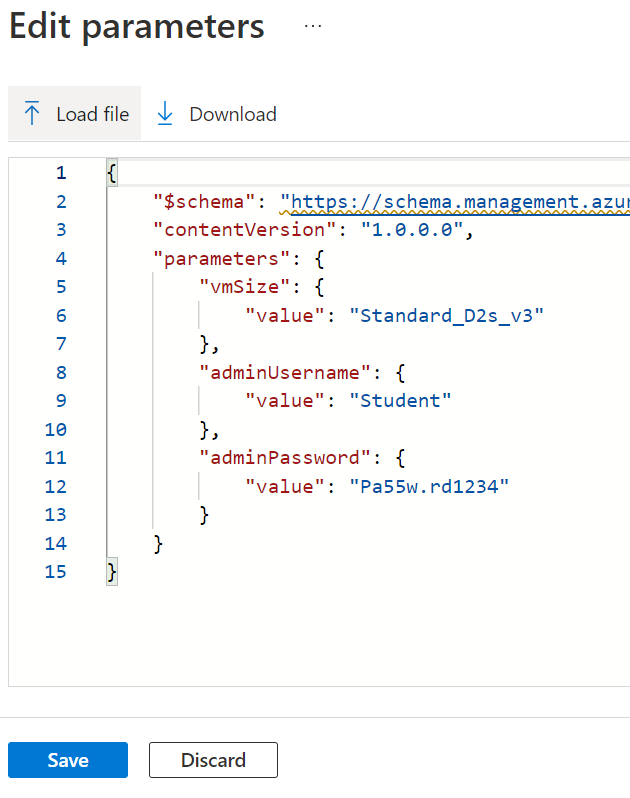 Edit parameters ...
Load file Download
1 {
2 "$schema": "https://schema.management.azur
3 "contentVersion": "1.0.0.0",
4 "parameters": {
5 "vmSize": {
6 "value": "Standard_D2s_v3"
7 },
8 "adminUsername": {
9 "value": "Student"
10 },
11 "adminPassword": {
12 "value": "Pa55w.rd1234"
13 }
14 }
15 }
Save Discard